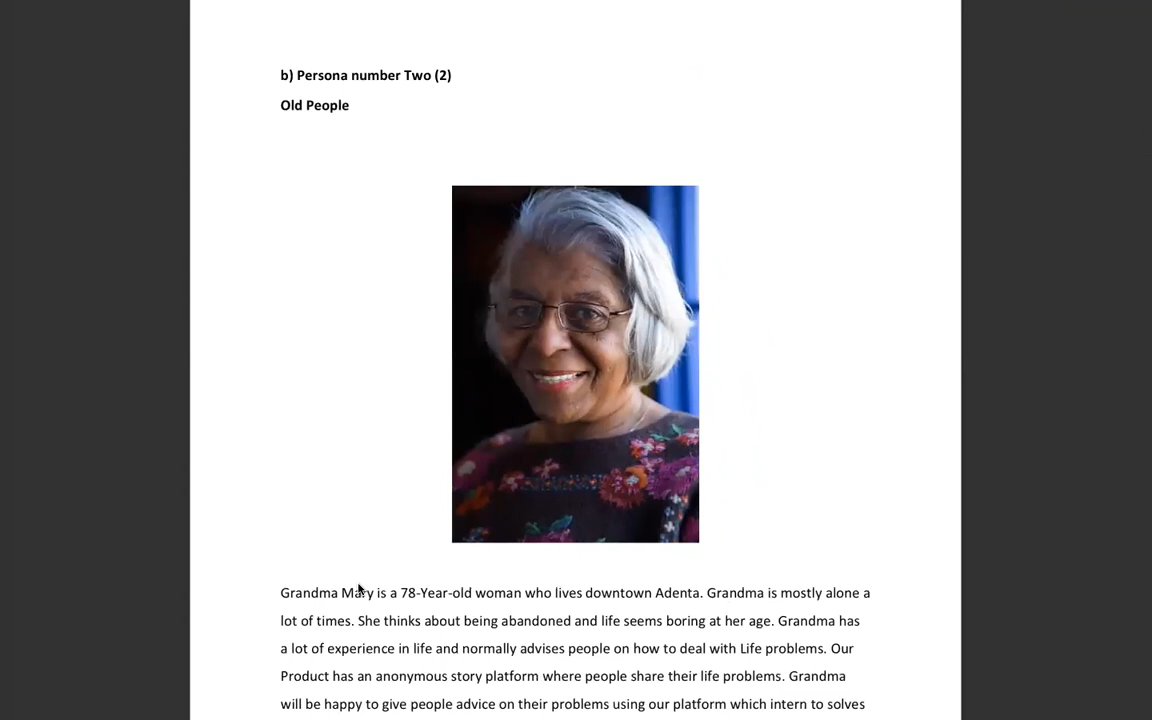 b) Persona number Two (2)
Old People
Grandma Mary is a 78-Year-old woman who lives downtown Adenta. Grandma is mostly alone a
lot of times. She thinks about being abandoned and life seems boring at her age. Grandma has
a lot of experience in life and normally advises people on how to deal with Life problems. Our
Product has an anonymous story platform where people share their life problems. Grandma
will be happy to give people advice on their problems using our platform which intern to solves